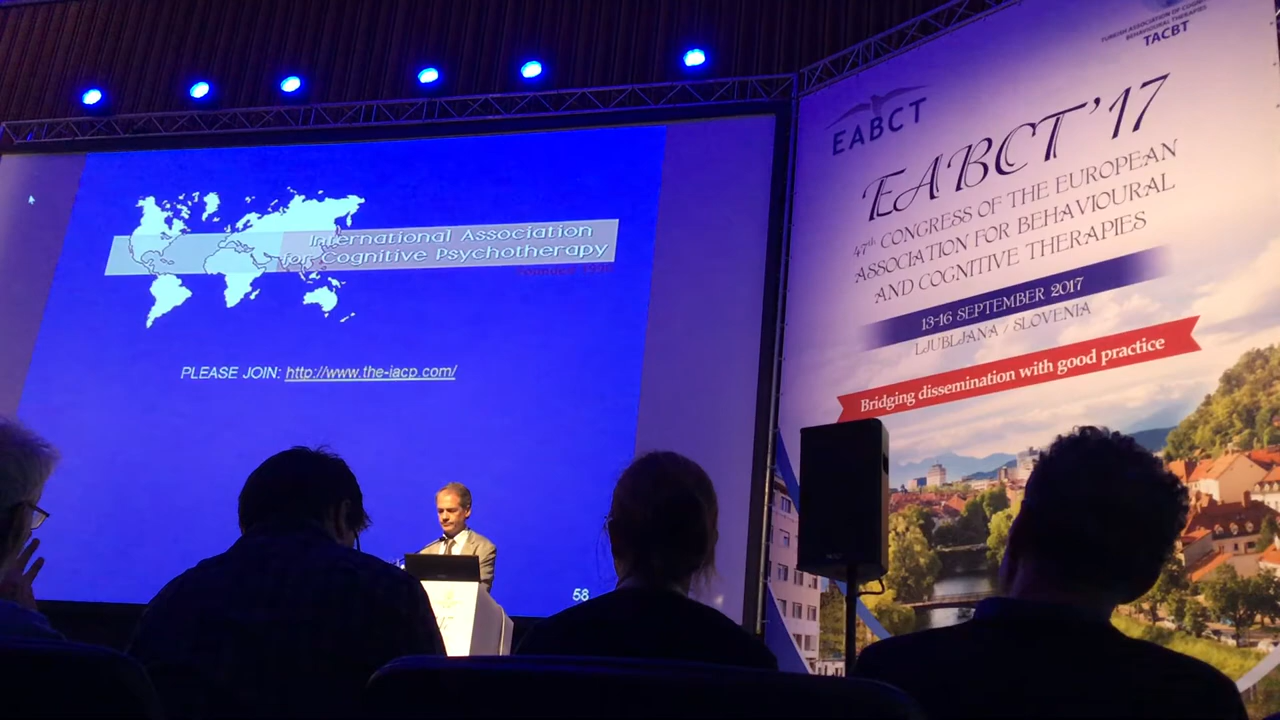 International Association
for Cognitive Psychotherapy
PLEASE JOIN: http://www.the-iacp.com/
58
BEHAVIOURAL THERAPIES
TACBT
EABCT
EABCT'17
47th CONGRESS OF THE EUROPEAN
ASSOCIATION FOR BEHAVIOURAL
AND COGNITIVE THERAPIES
13-16 SEPTEMBER 2017
LJUBLJANA / SLOVENIA
Bridging dissemination with good practice